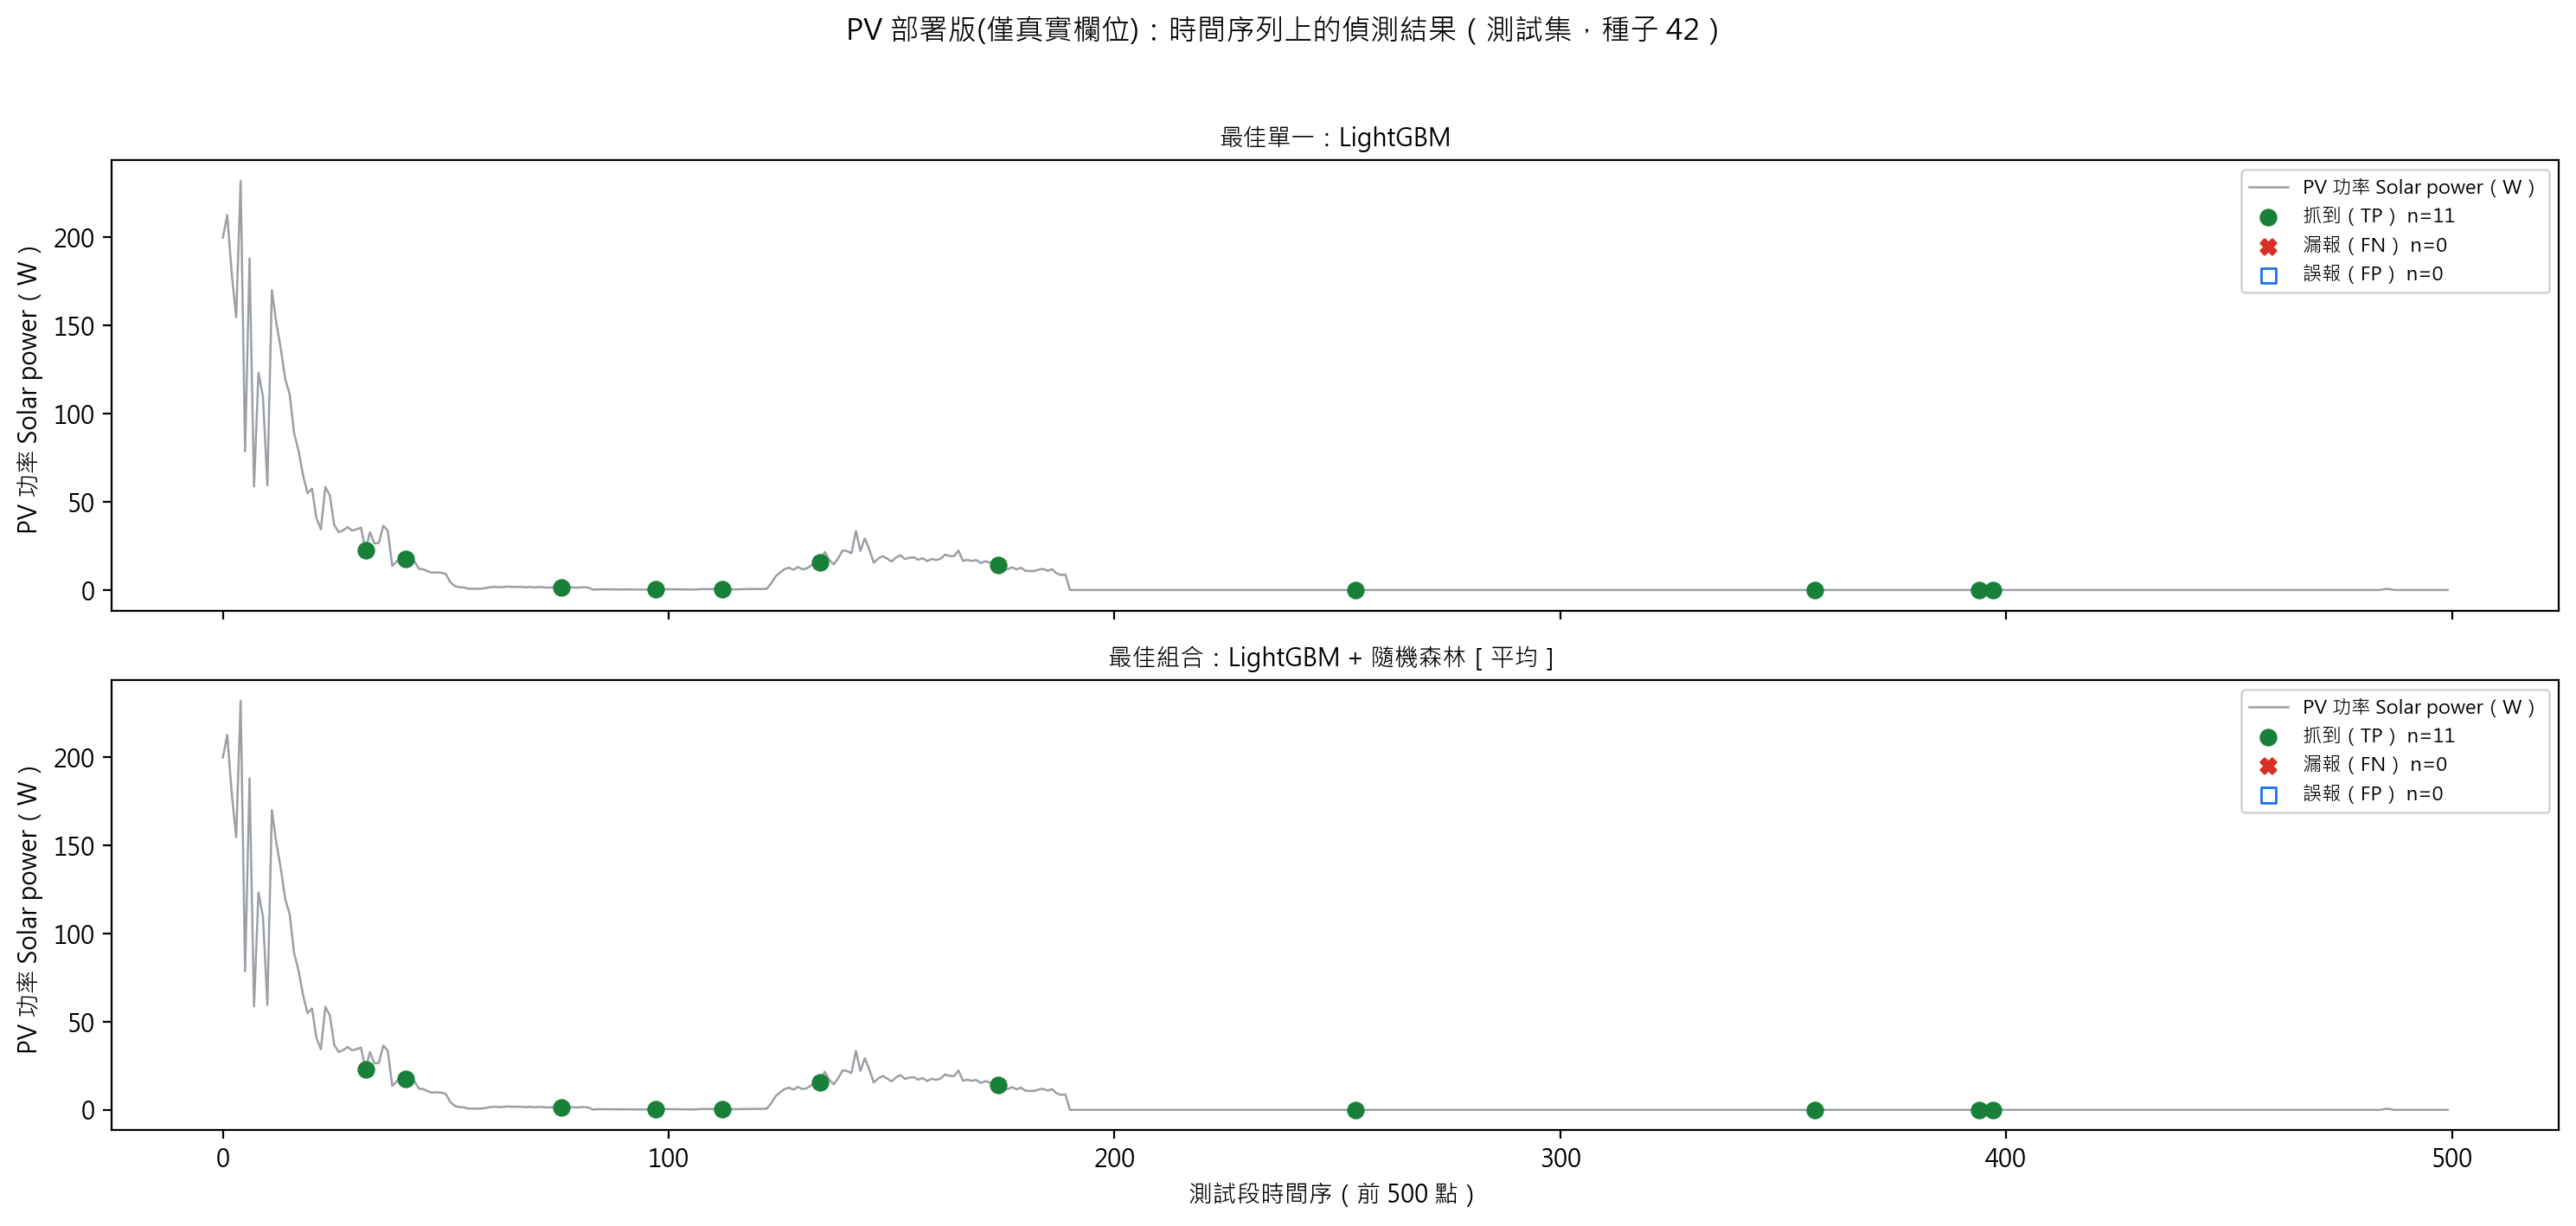 PV 部署版(僅真實欄位)：時間序列上的偵測結果（測試集，種子 42）
最佳單一：LightGBM
PV 功率 Solar power（W）
200
150
100
50
0
PV 功率 Solar power（W）
抓到（TP） n=11
漏報（FN） n=0
誤報（FP） n=0
最佳組合：LightGBM + 隨機森林［平均］
PV 功率 Solar power（W）
200
150
100
50
0
PV 功率 Solar power（W）
抓到（TP） n=11
漏報（FN） n=0
誤報（FP） n=0
0 100 200 300 400 500
測試段時間序（前 500 點）